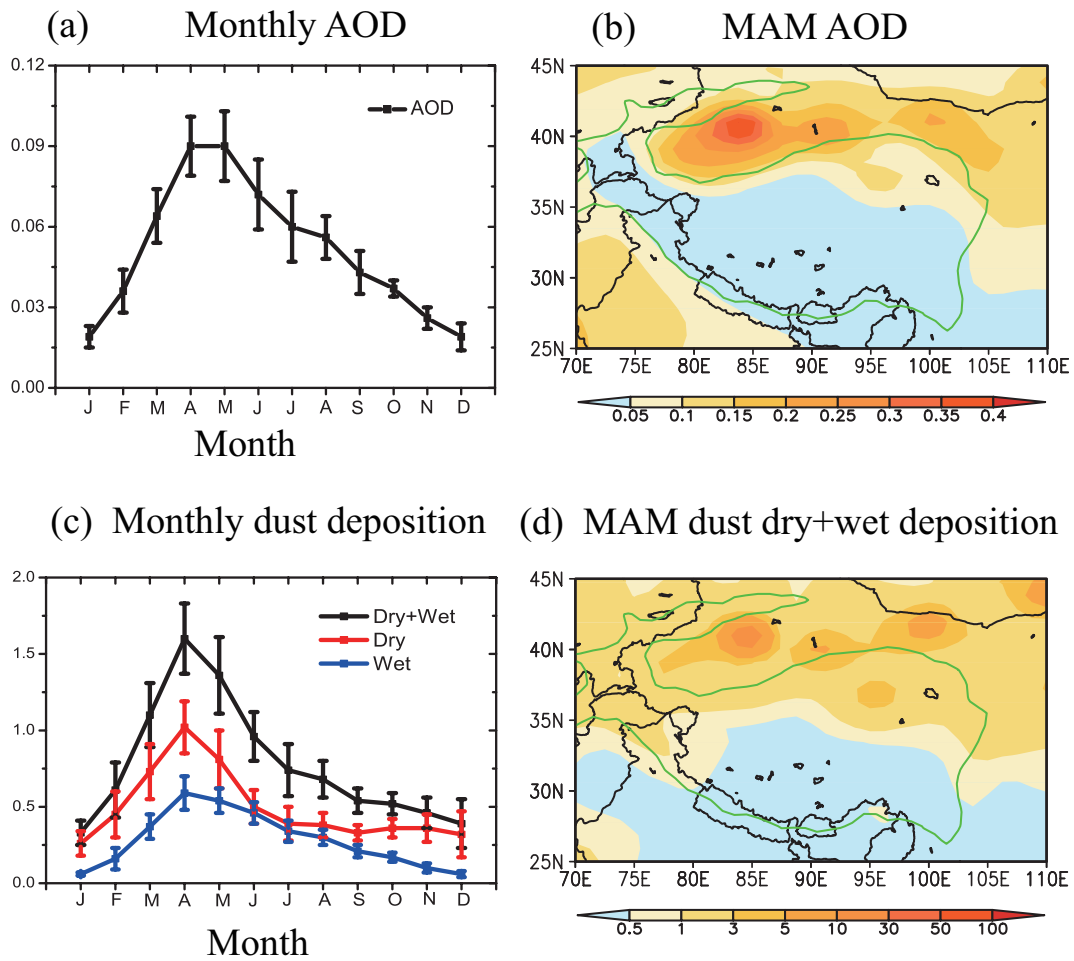 (a) Monthly AOD
0.12
0.09
0.06
0.03
0.00
AOD
J F M A M J J A S O N D
Month
(b) MAM AOD
45N
40N
35N
30N
25N
70E 75E 80E 85E 90E 95E 100E 105E 110E
0.05 0.1 0.15 0.2 0.25 0.3 0.35 0.4
(c) Monthly dust deposition
2.0
1.5
1.0
0.5
0.0
Dry+Wet
Dry
Wet
J F M A M J J A S O N D
Month
(d) MAM dust dry+wet deposition
45N
40N
35N
30N
25N
70E 75E 80E 85E 90E 95E 100E 105E 110E
0.5 1 3 5 10 30 50 100